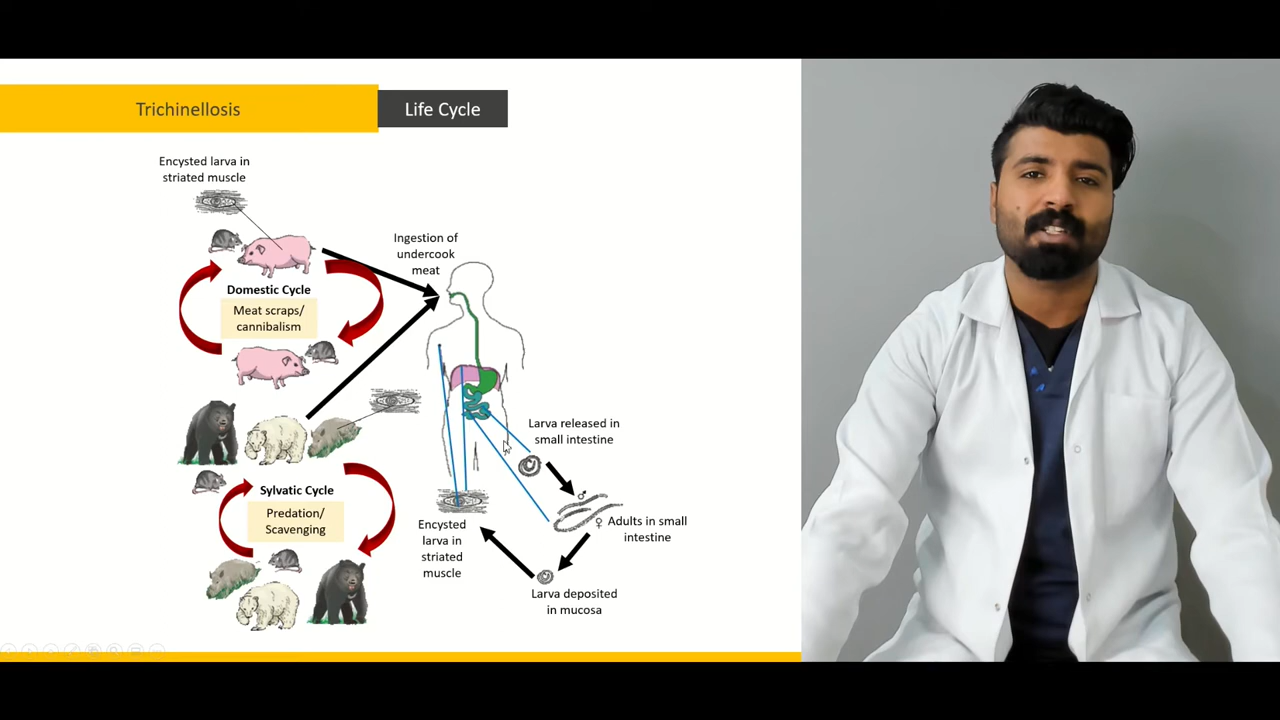 Trichinellosis
Life Cycle
Encysted larva in
striated muscle
Ingestion of
undercook
meat
Domestic Cycle
Meat scraps/
cannibalism
Larva released in
small intestine
Sylvatic Cycle
Predation/
Scavenging
♂
♀ Adults in small
intestine
Encysted
larva in
striated
muscle
Larva deposited
in mucosa